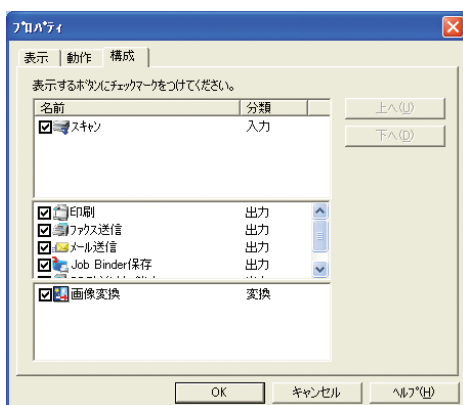 プロパティ
表示 動作 構成
表示するボタンにチェックマークをつけてください。
名前 分類
スキャン 入力
上へ(U)
下へ(D)
印刷 出力
ファクス送信 出力
メール送信 出力
Job Binder保存 出力
画像変換 変換
OK キャンセル ヘルプ(H)